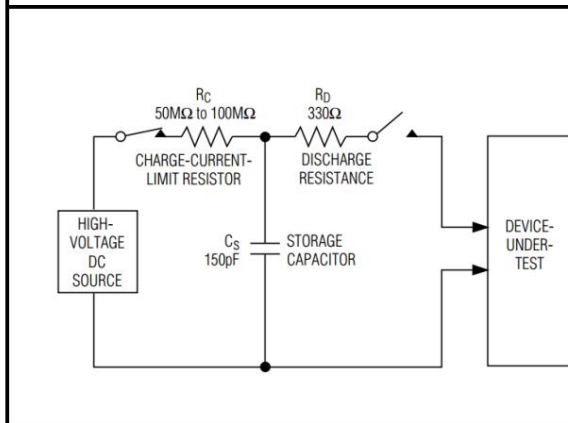 RC
50MΩ to 100MΩ
CHARGE-CURRENT-
LIMIT RESISTOR
RD
330Ω
DISCHARGE
RESISTANCE
HIGH-
VOLTAGE
DC
SOURCE
CS
150pF
STORAGE
CAPACITOR
DEVICE-
UNDER-
TEST